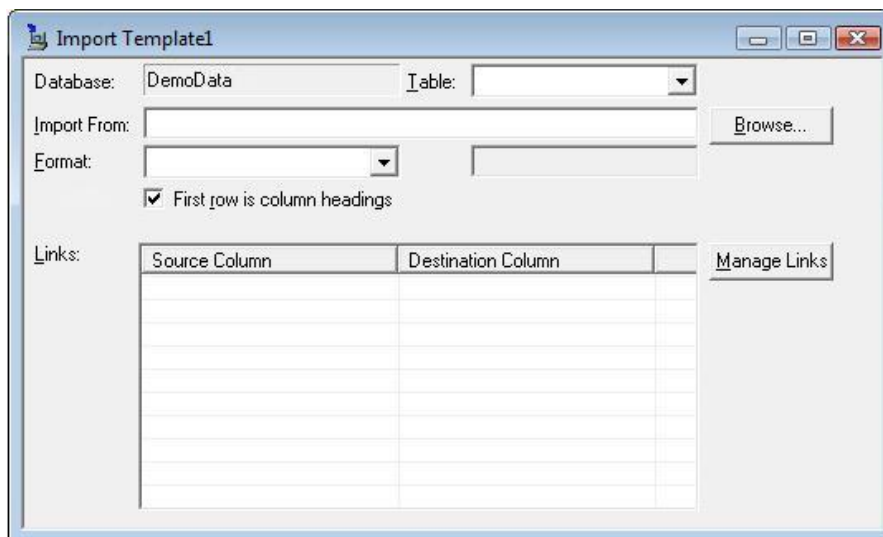 Import Template1
Database: DemoData Table:
Import From: Browse...
Format:
First row is column headings
Links: Source Column Destination Column Manage Links